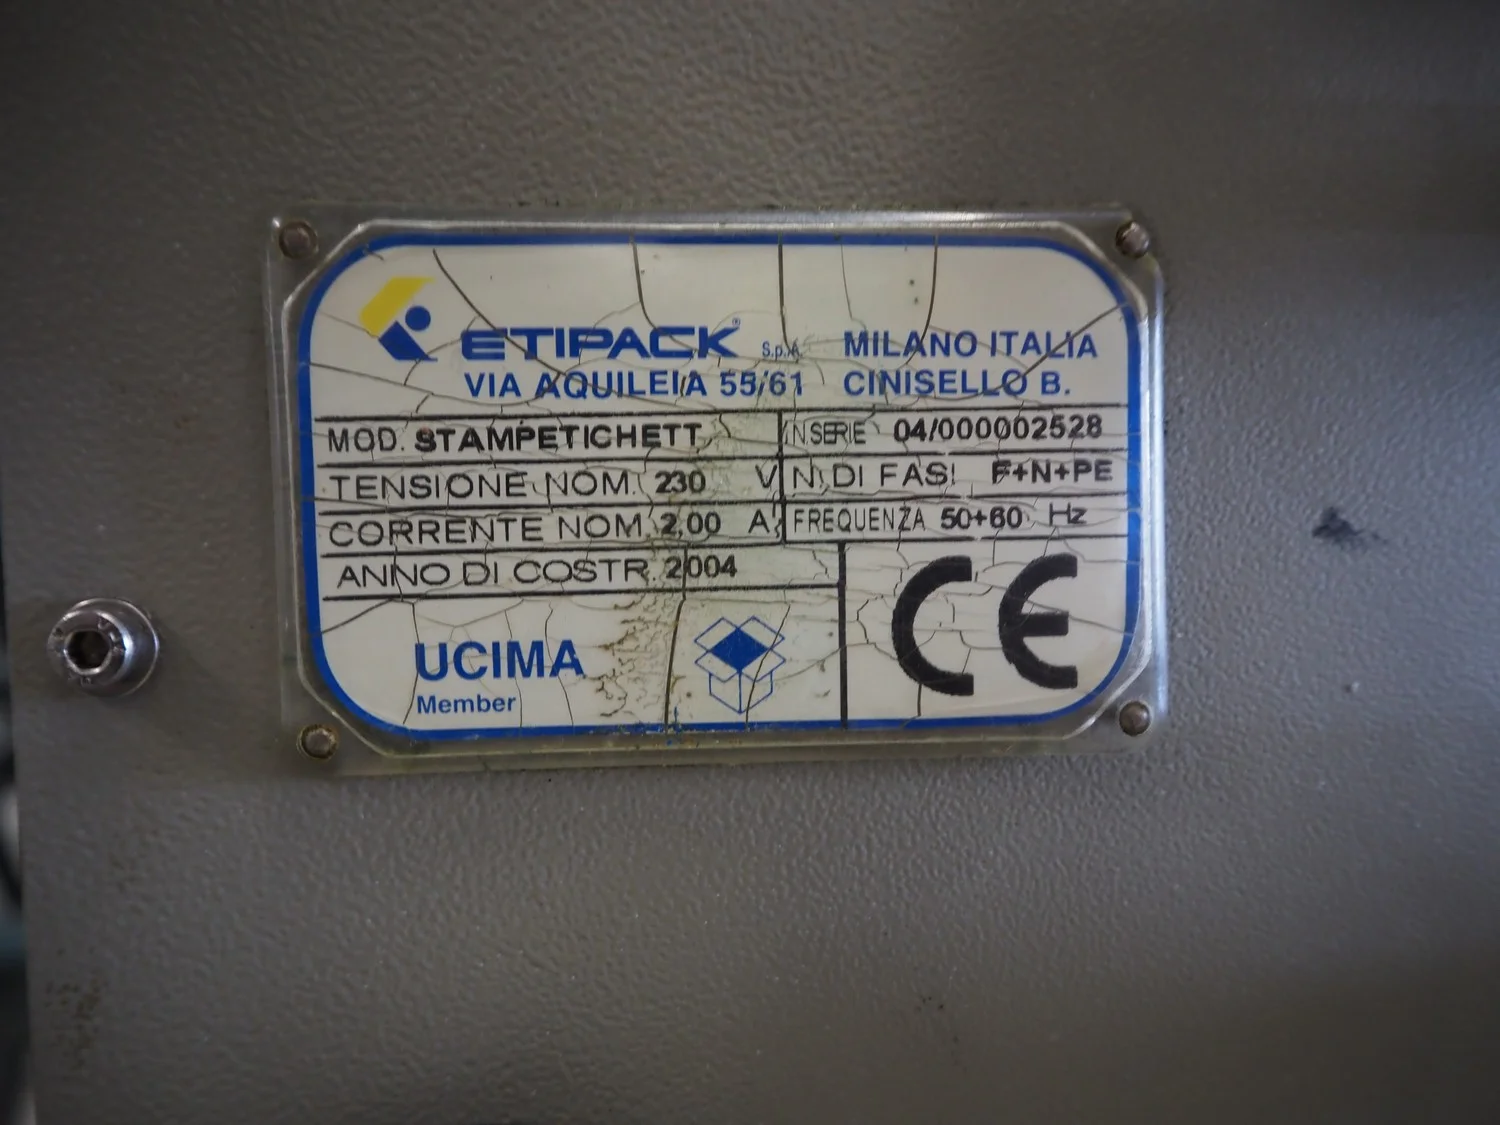 ETIPACK® S.p.A. MILANO ITALIA
VIA AQUILEIA 55/61 CINISELLO B.
MOD. STAMPETICHETT N.SERIE 04/000002528
TENSIONE NOM. 230 V N. DI FASI F+N+PE
CORRENTE NOM. 2,00 A FREQUENZA 50+60 Hz
ANNO DI COSTR. 2004
CE
UCIMA
Member